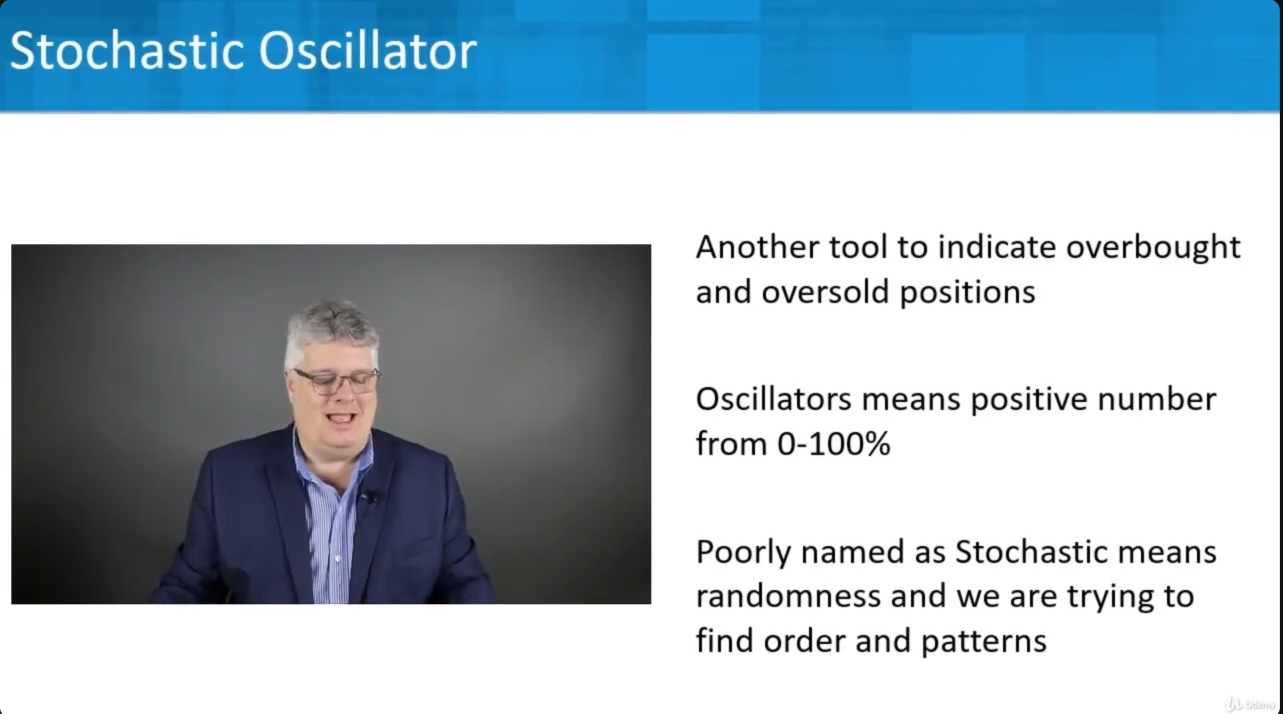 Stochastic Oscillator
Another tool to indicate overbought
and oversold positions
Oscillators means positive number
from 0-100%
Poorly named as Stochastic means
randomness and we are trying to
find order and patterns
Udemy